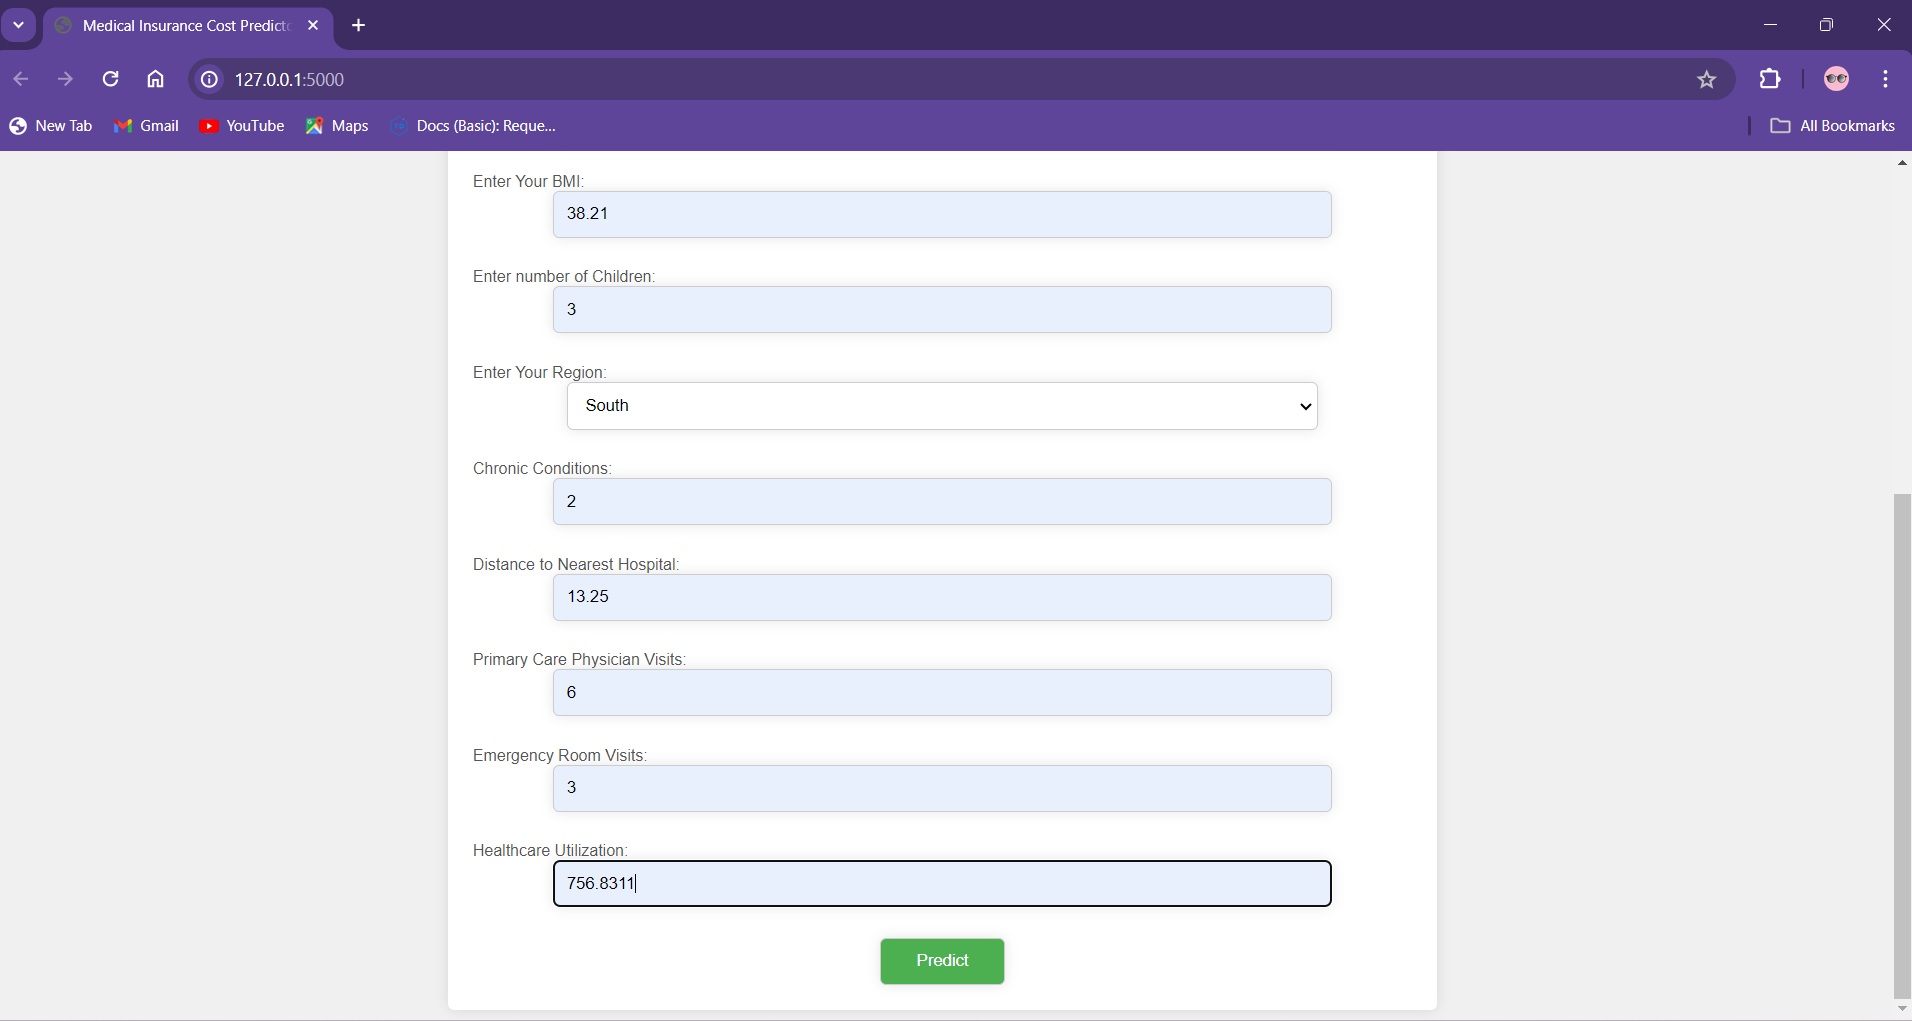 Medical Insurance Cost Predict
127.0.0.1:5000
New Tab
Gmail
YouTube
Maps
Docs (Basic): Reque...
All Bookmarks
Enter Your BMI:
38.21
Enter number of Children:
3
Enter Your Region:
South
Chronic Conditions:
2
Distance to Nearest Hospital:
13.25
Primary Care Physician Visits:
6
Emergency Room Visits:
3
Healthcare Utilization:
756.8311
Predict